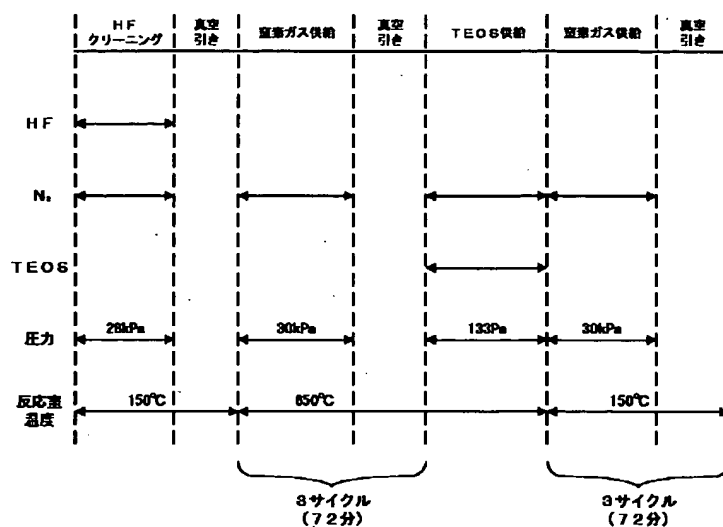 HF
クリーニング
真空
引き
窒素ガス供給
真空
引き
TEOS供給
窒素ガス供給
真空
引き
HF
N₂
TEOS
圧力
26kPa
30kPa
133Pa
30kPa
反応室
温度
150℃
650℃
150℃
3サイクル
(72分)
3サイクル
(72分)